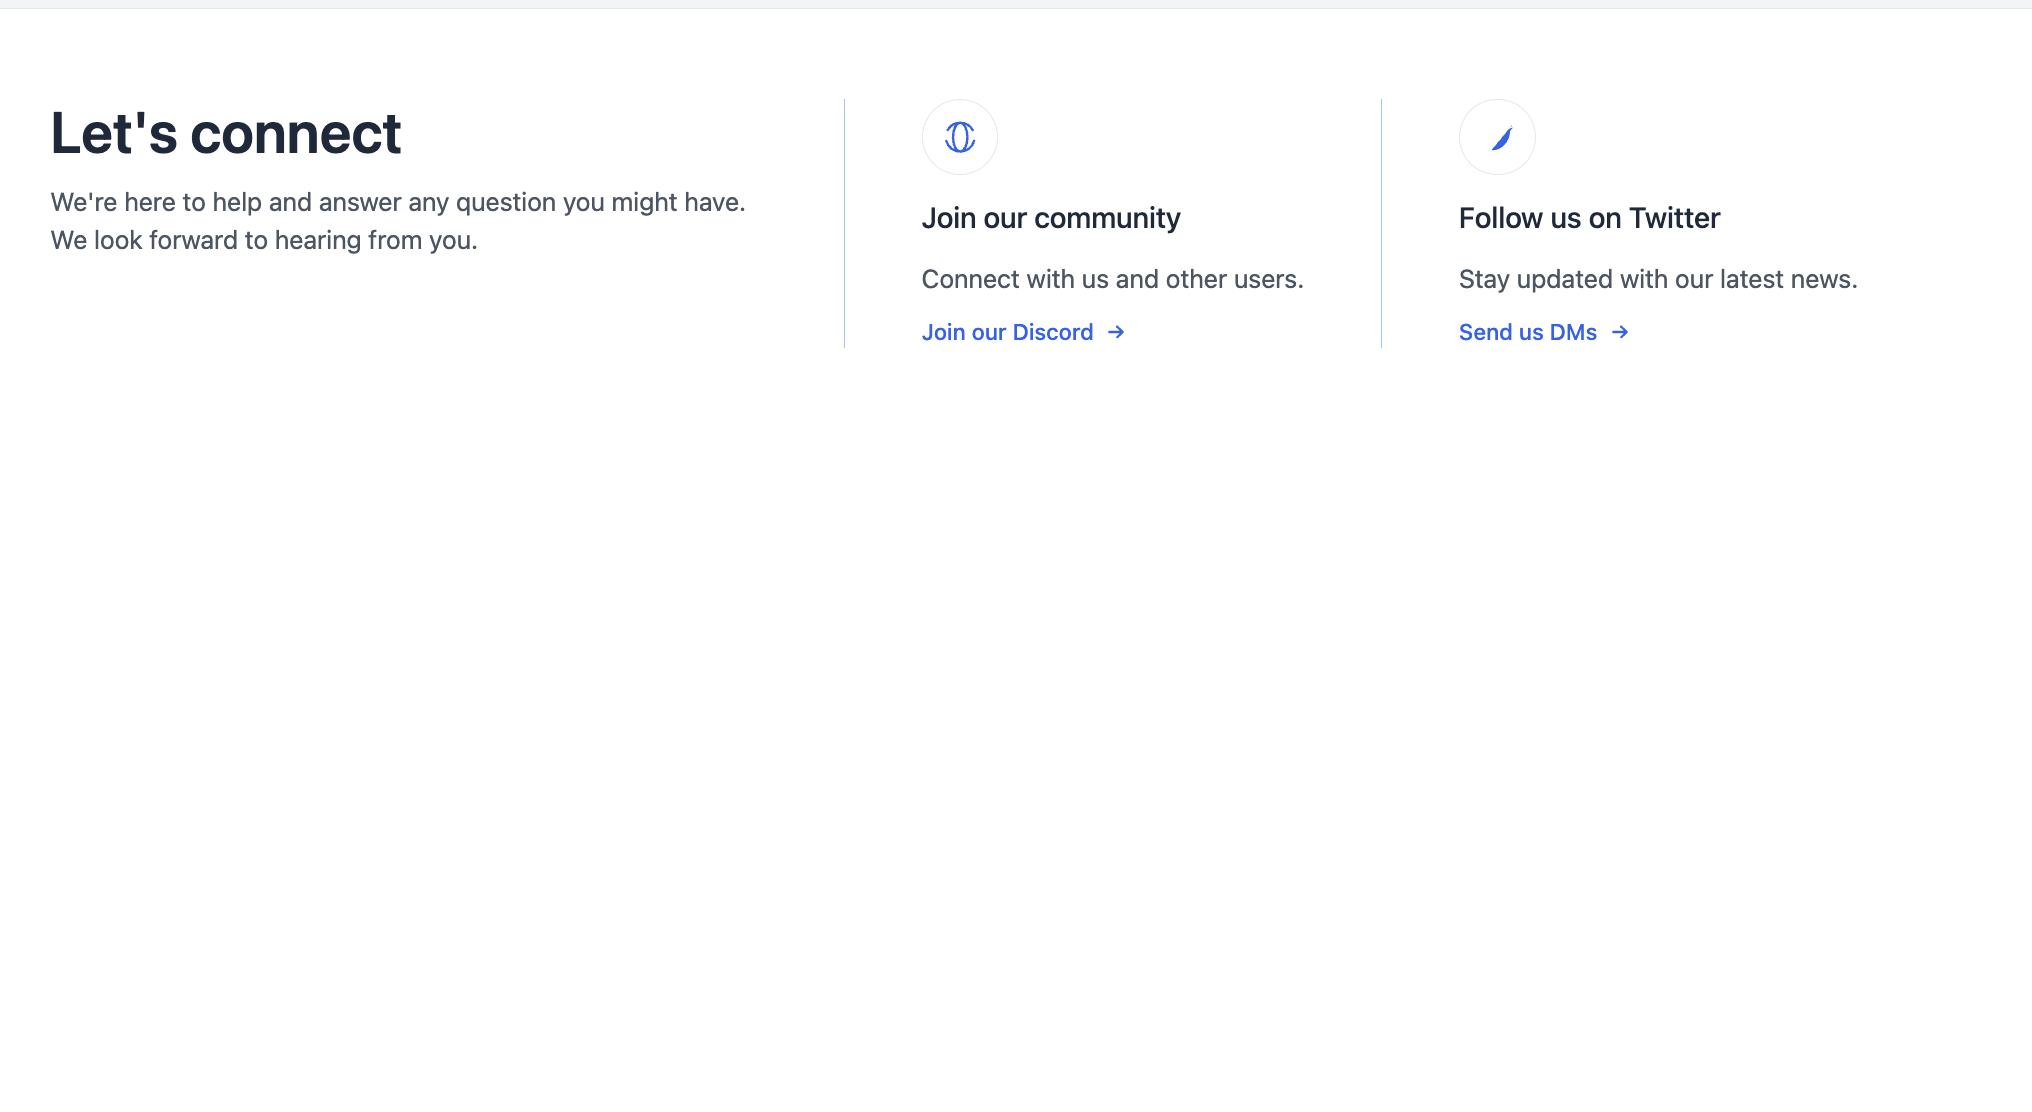 Let's connect
We're here to help and answer any question you might have.
We look forward to hearing from you.
Join our community
Connect with us and other users.
Join our Discord →
Follow us on Twitter
Stay updated with our latest news.
Send us DMs →